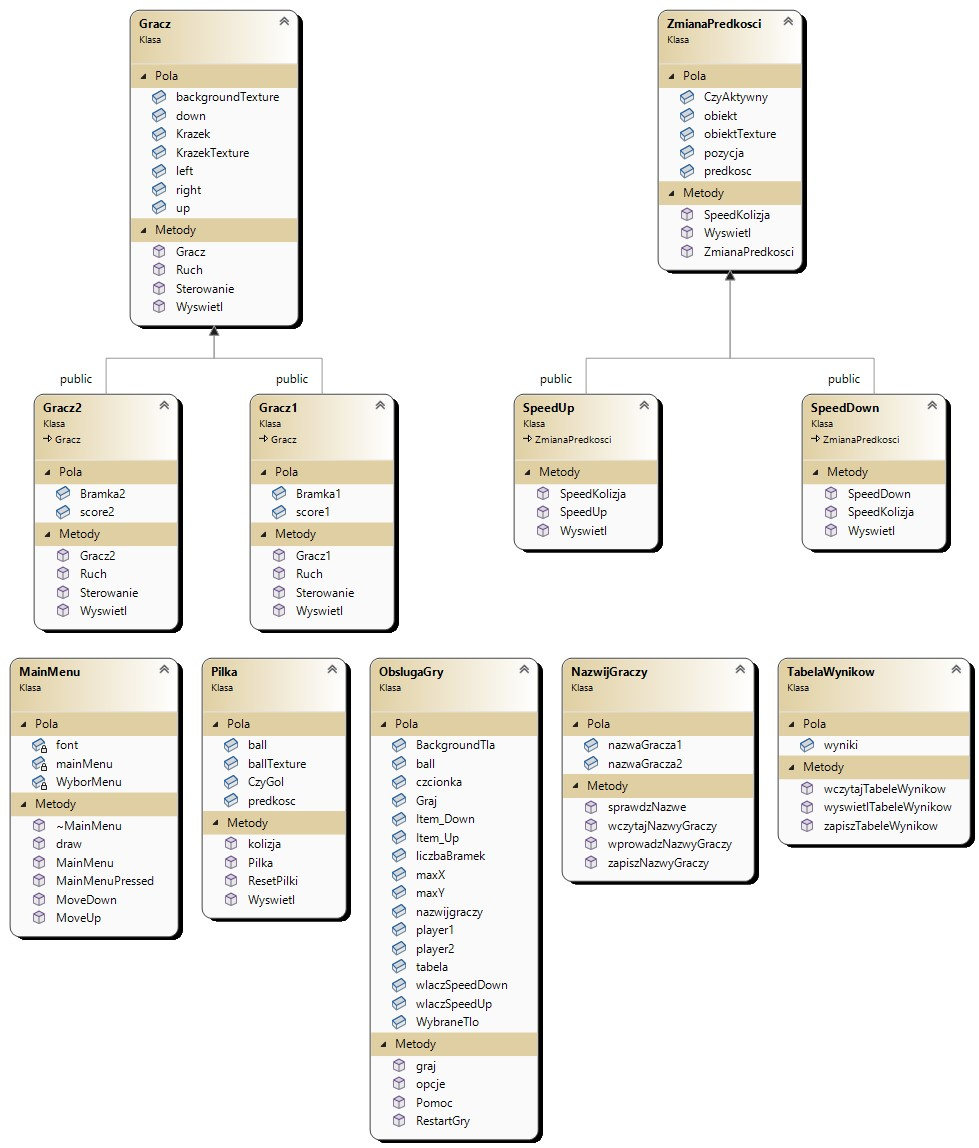 Gracz
Klasa
Pola
backgroundTexture
down
Krazek
KrazekTexture
left
right
up
Metody
Gracz
Ruch
Sterowanie
Wyswietl
ZmianaPredkosci
Klasa
Pola
CzyAktywny
obiekt
obiektTexture
pozycja
predkosc
Metody
SpeedKolizja
Wyswietl
ZmianaPredkosci
public
public
public
public
Gracz2
Klasa
Gracz
Pola
Bramka2
score2
Metody
Gracz2
Ruch
Sterowanie
Wyswietl
Gracz1
Klasa
Gracz
Pola
Bramka1
score1
Metody
Gracz1
Ruch
Sterowanie
Wyswietl
SpeedUp
Klasa
ZmianaPredkosci
Metody
SpeedKolizja
SpeedUp
Wyswietl
SpeedDown
Klasa
ZmianaPredkosci
Metody
SpeedDown
SpeedKolizja
Wyswietl
MainMenu
Klasa
Pola
font
mainMenu
WyborMenu
Metody
~MainMenu
draw
MainMenu
MainMenuPressed
MoveDown
MoveUp
Pilka
Klasa
Pola
ball
ballTexture
CzyGol
predkosc
Metody
kolizja
Pilka
ResetPilki
Wyswietl
ObslugaGry
Klasa
Pola
BackgroundTla
ball
czcionka
Graj
Item_Down
Item_Up
liczbaBramek
maxX
maxY
nazwijgraczy
player1
player2
tabela
wlaczSpeedDown
wlaczSpeedUp
WybraneTlo
Metody
graj
opcje
Pomoc
RestartGry
NazwijGraczy
Klasa
Pola
nazwaGracza1
nazwaGracza2
Metody
sprawdzNazwe
wczytajNazwyGraczy
wprowadzNazwyGraczy
zapiszNazwyGraczy
TabelaWynikow
Klasa
Pola
wyniki
Metody
wczytajTabeleWynikow
wyswietlTabeleWynikow
zapiszTabeleWynikow